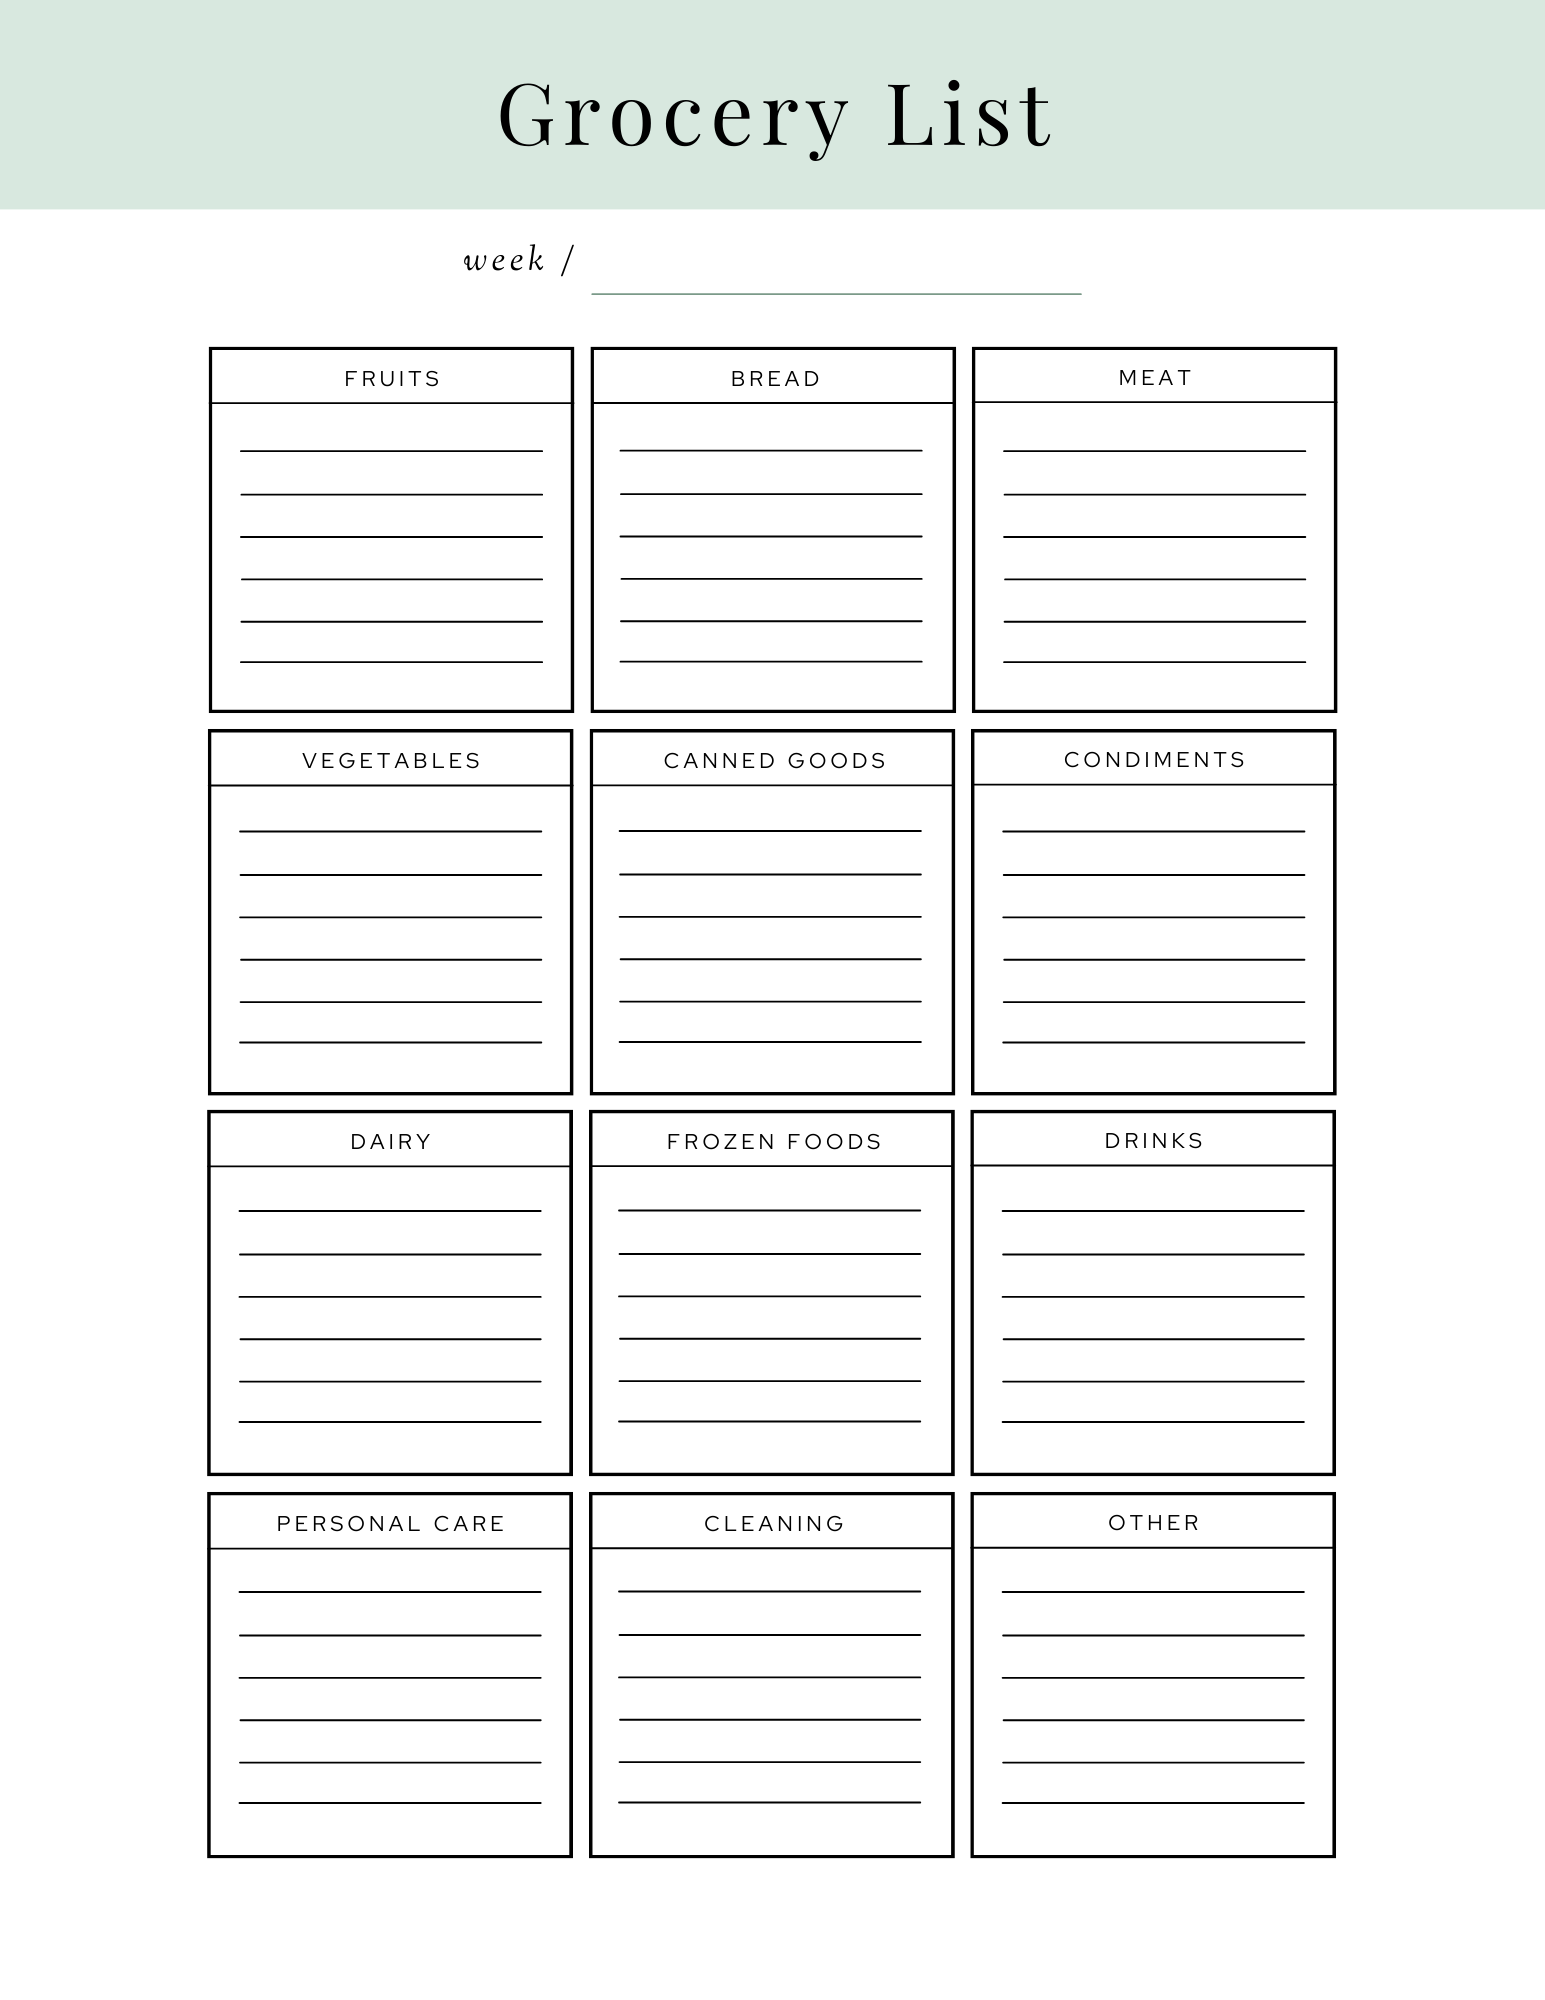 Grocery List
week /
FRUITS
BREAD
MEAT
VEGETABLES
CANNED GOODS
CONDIMENTS
DAIRY
FROZEN FOODS
DRINKS
PERSONAL CARE
CLEANING
OTHER